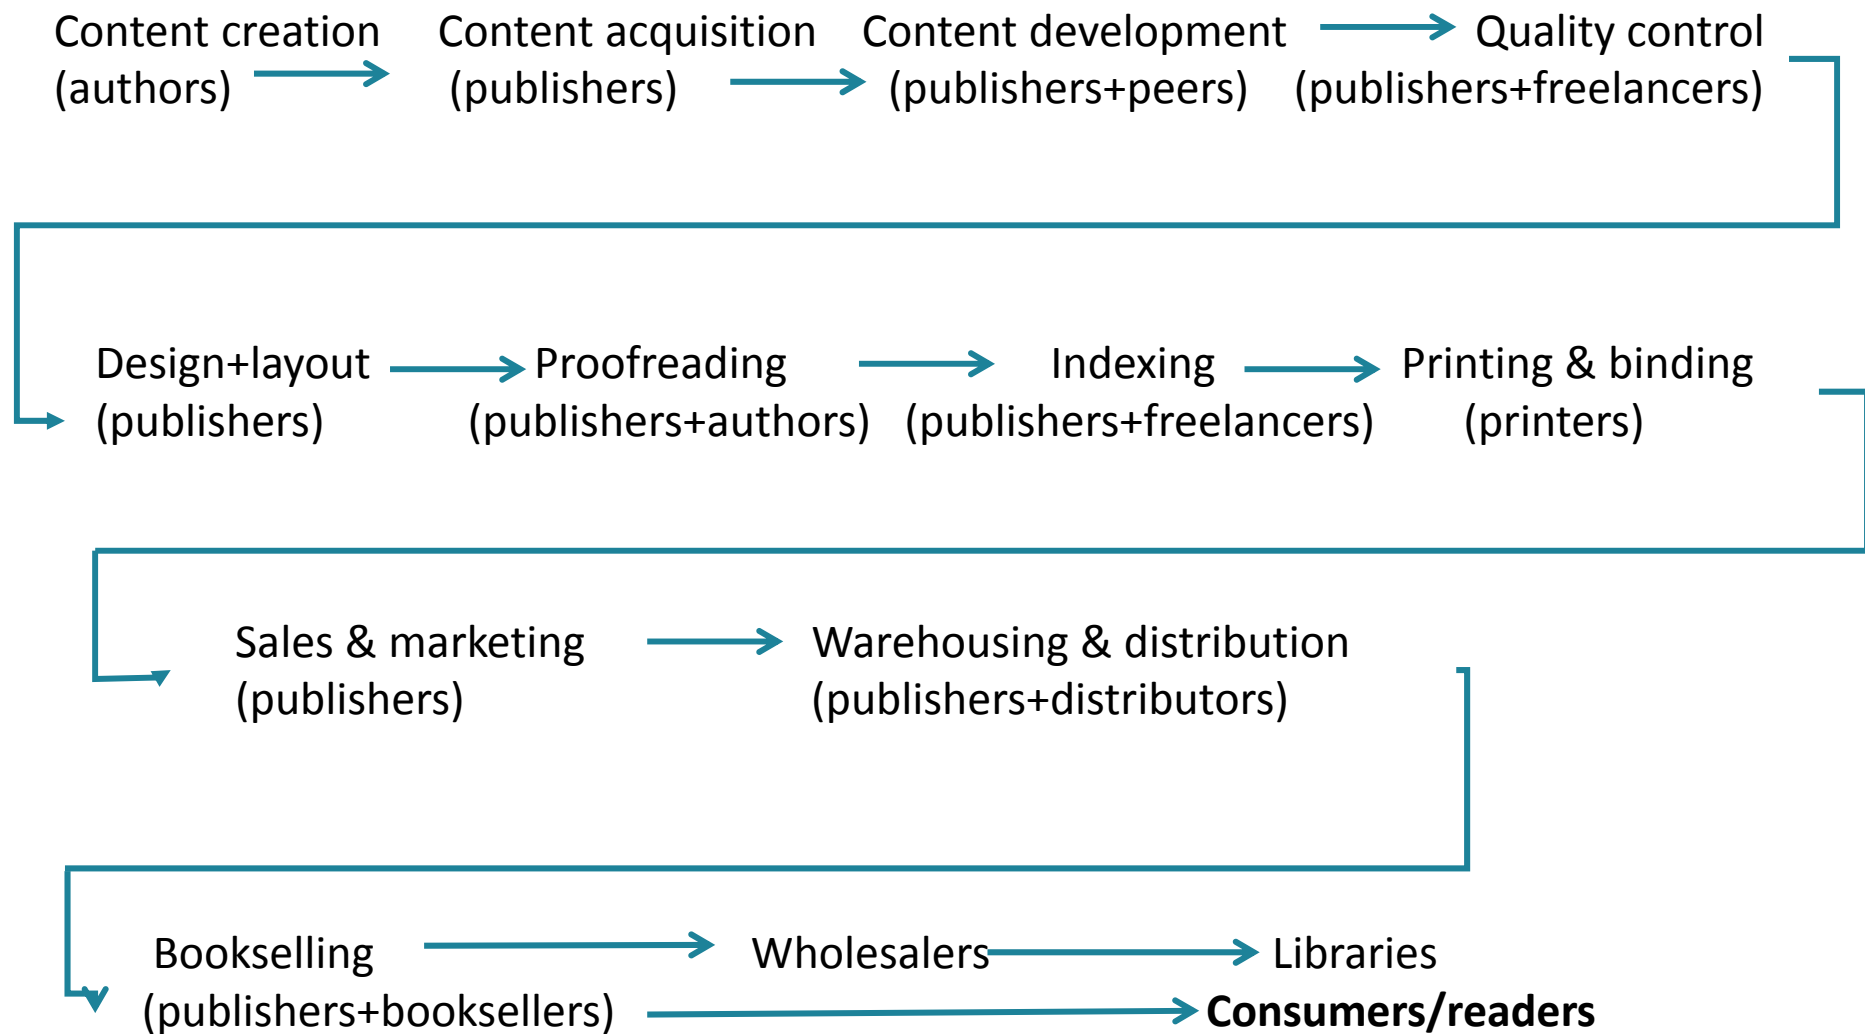 Content creation Content acquisition Content development Quality control
(authors) (publishers) (publishers+peers) (publishers+freelancers)
Design+layout Proofreading Indexing Printing & binding
(publishers) (publishers+authors) (publishers+freelancers) (printers)
Sales & marketing Warehousing & distribution
(publishers) (publishers+distributors)
Bookselling Wholesalers Libraries
(publishers+booksellers) Consumers/readers